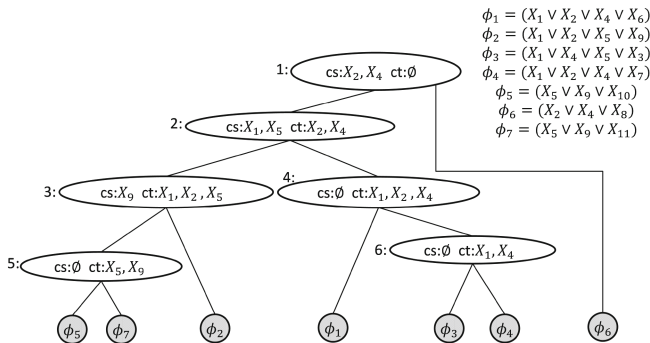 ϕ₁ = (X₁ ∨ X₂ ∨ X₄ ∨ X₆)
ϕ₂ = (X₁ ∨ X₂ ∨ X₅ ∨ X₉)
ϕ₃ = (X₁ ∨ X₄ ∨ X₅ ∨ X₃)
ϕ₄ = (X₁ ∨ X₂ ∨ X₄ ∨ X₇)
ϕ₅ = (X₅ ∨ X₉ ∨ X₁₀)
ϕ₆ = (X₂ ∨ X₄ ∨ X₈)
ϕ₇ = (X₅ ∨ X₉ ∨ X₁₁)
1: cs:X₂, X₄ ct:Ø
2: cs:X₁, X₅ ct:X₂, X₄
3: cs:X₉ ct:X₁, X₂, X₅
4: cs:Ø ct:X₁, X₂, X₄
5: cs:Ø ct:X₅, X₉
6: cs:Ø ct:X₁, X₄
ϕ₅ ϕ₇ ϕ₂ ϕ₁ ϕ₃ ϕ₄ ϕ₆